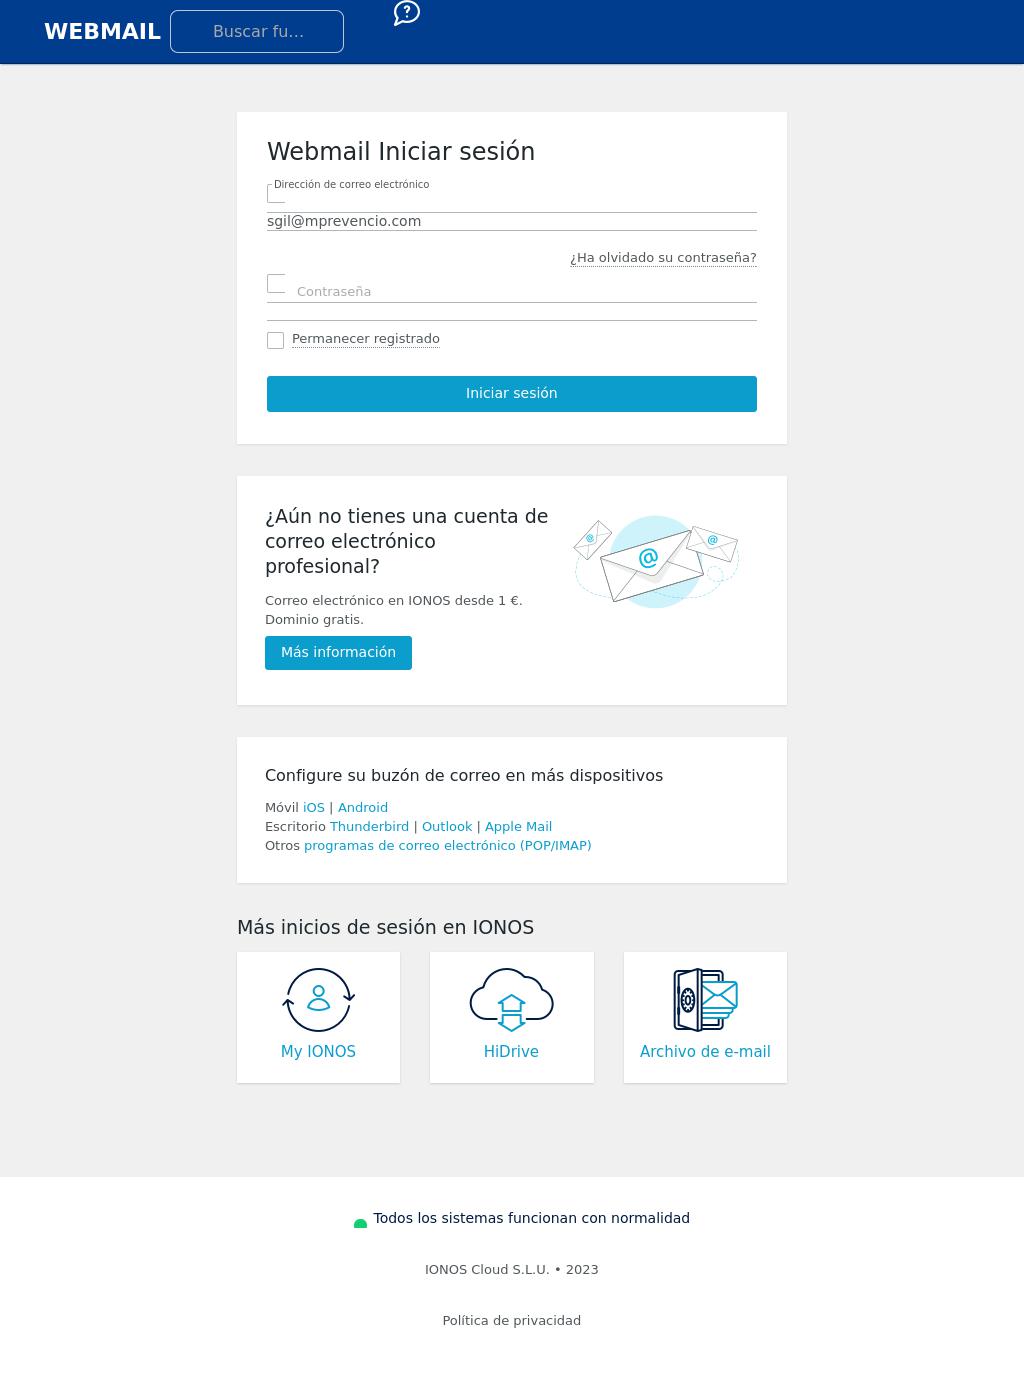 WEBMAIL
Buscar fu...
Webmail Iniciar sesión
Dirección de correo electrónico
sgil@mprevencio.com
¿Ha olvidado su contraseña?
Contraseña
Permanecer registrado
Iniciar sesión
¿Aún no tienes una cuenta de
correo electrónico
profesional?
Correo electrónico en IONOS desde 1 €.
Dominio gratis.
Más información
Configure su buzón de correo en más dispositivos
Móvil iOS | Android
Escritorio Thunderbird | Outlook | Apple Mail
Otros programas de correo electrónico (POP/IMAP)
Más inicios de sesión en IONOS
My IONOS
HiDrive
Archivo de e-mail
Todos los sistemas funcionan con normalidad
IONOS Cloud S.L.U. • 2023
Política de privacidad